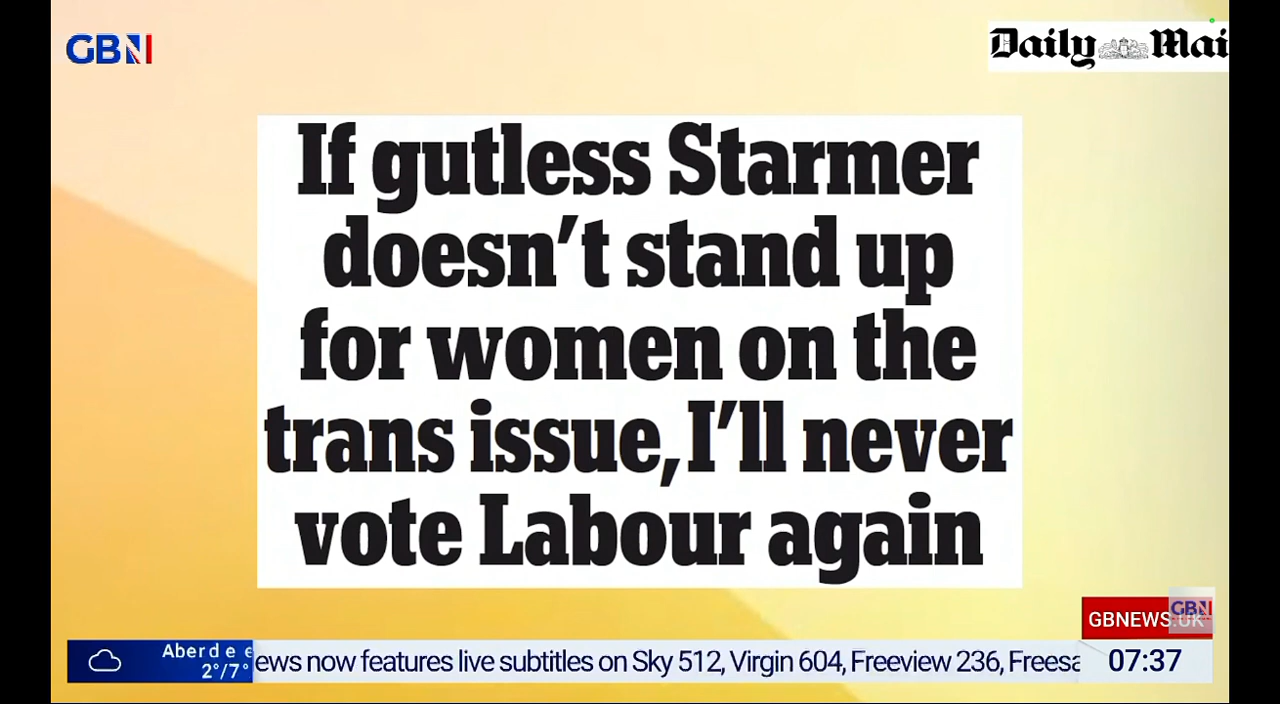 GBN
Daily Mai
If gutless Starmer
doesn't stand up
for women on the
trans issue, I'll never
vote Labour again
GBN
GBNEWS.UK
Aberdee
2°/7°
ews now features live subtitles on Sky 512, Virgin 604, Freeview 236, Freesa
07:37